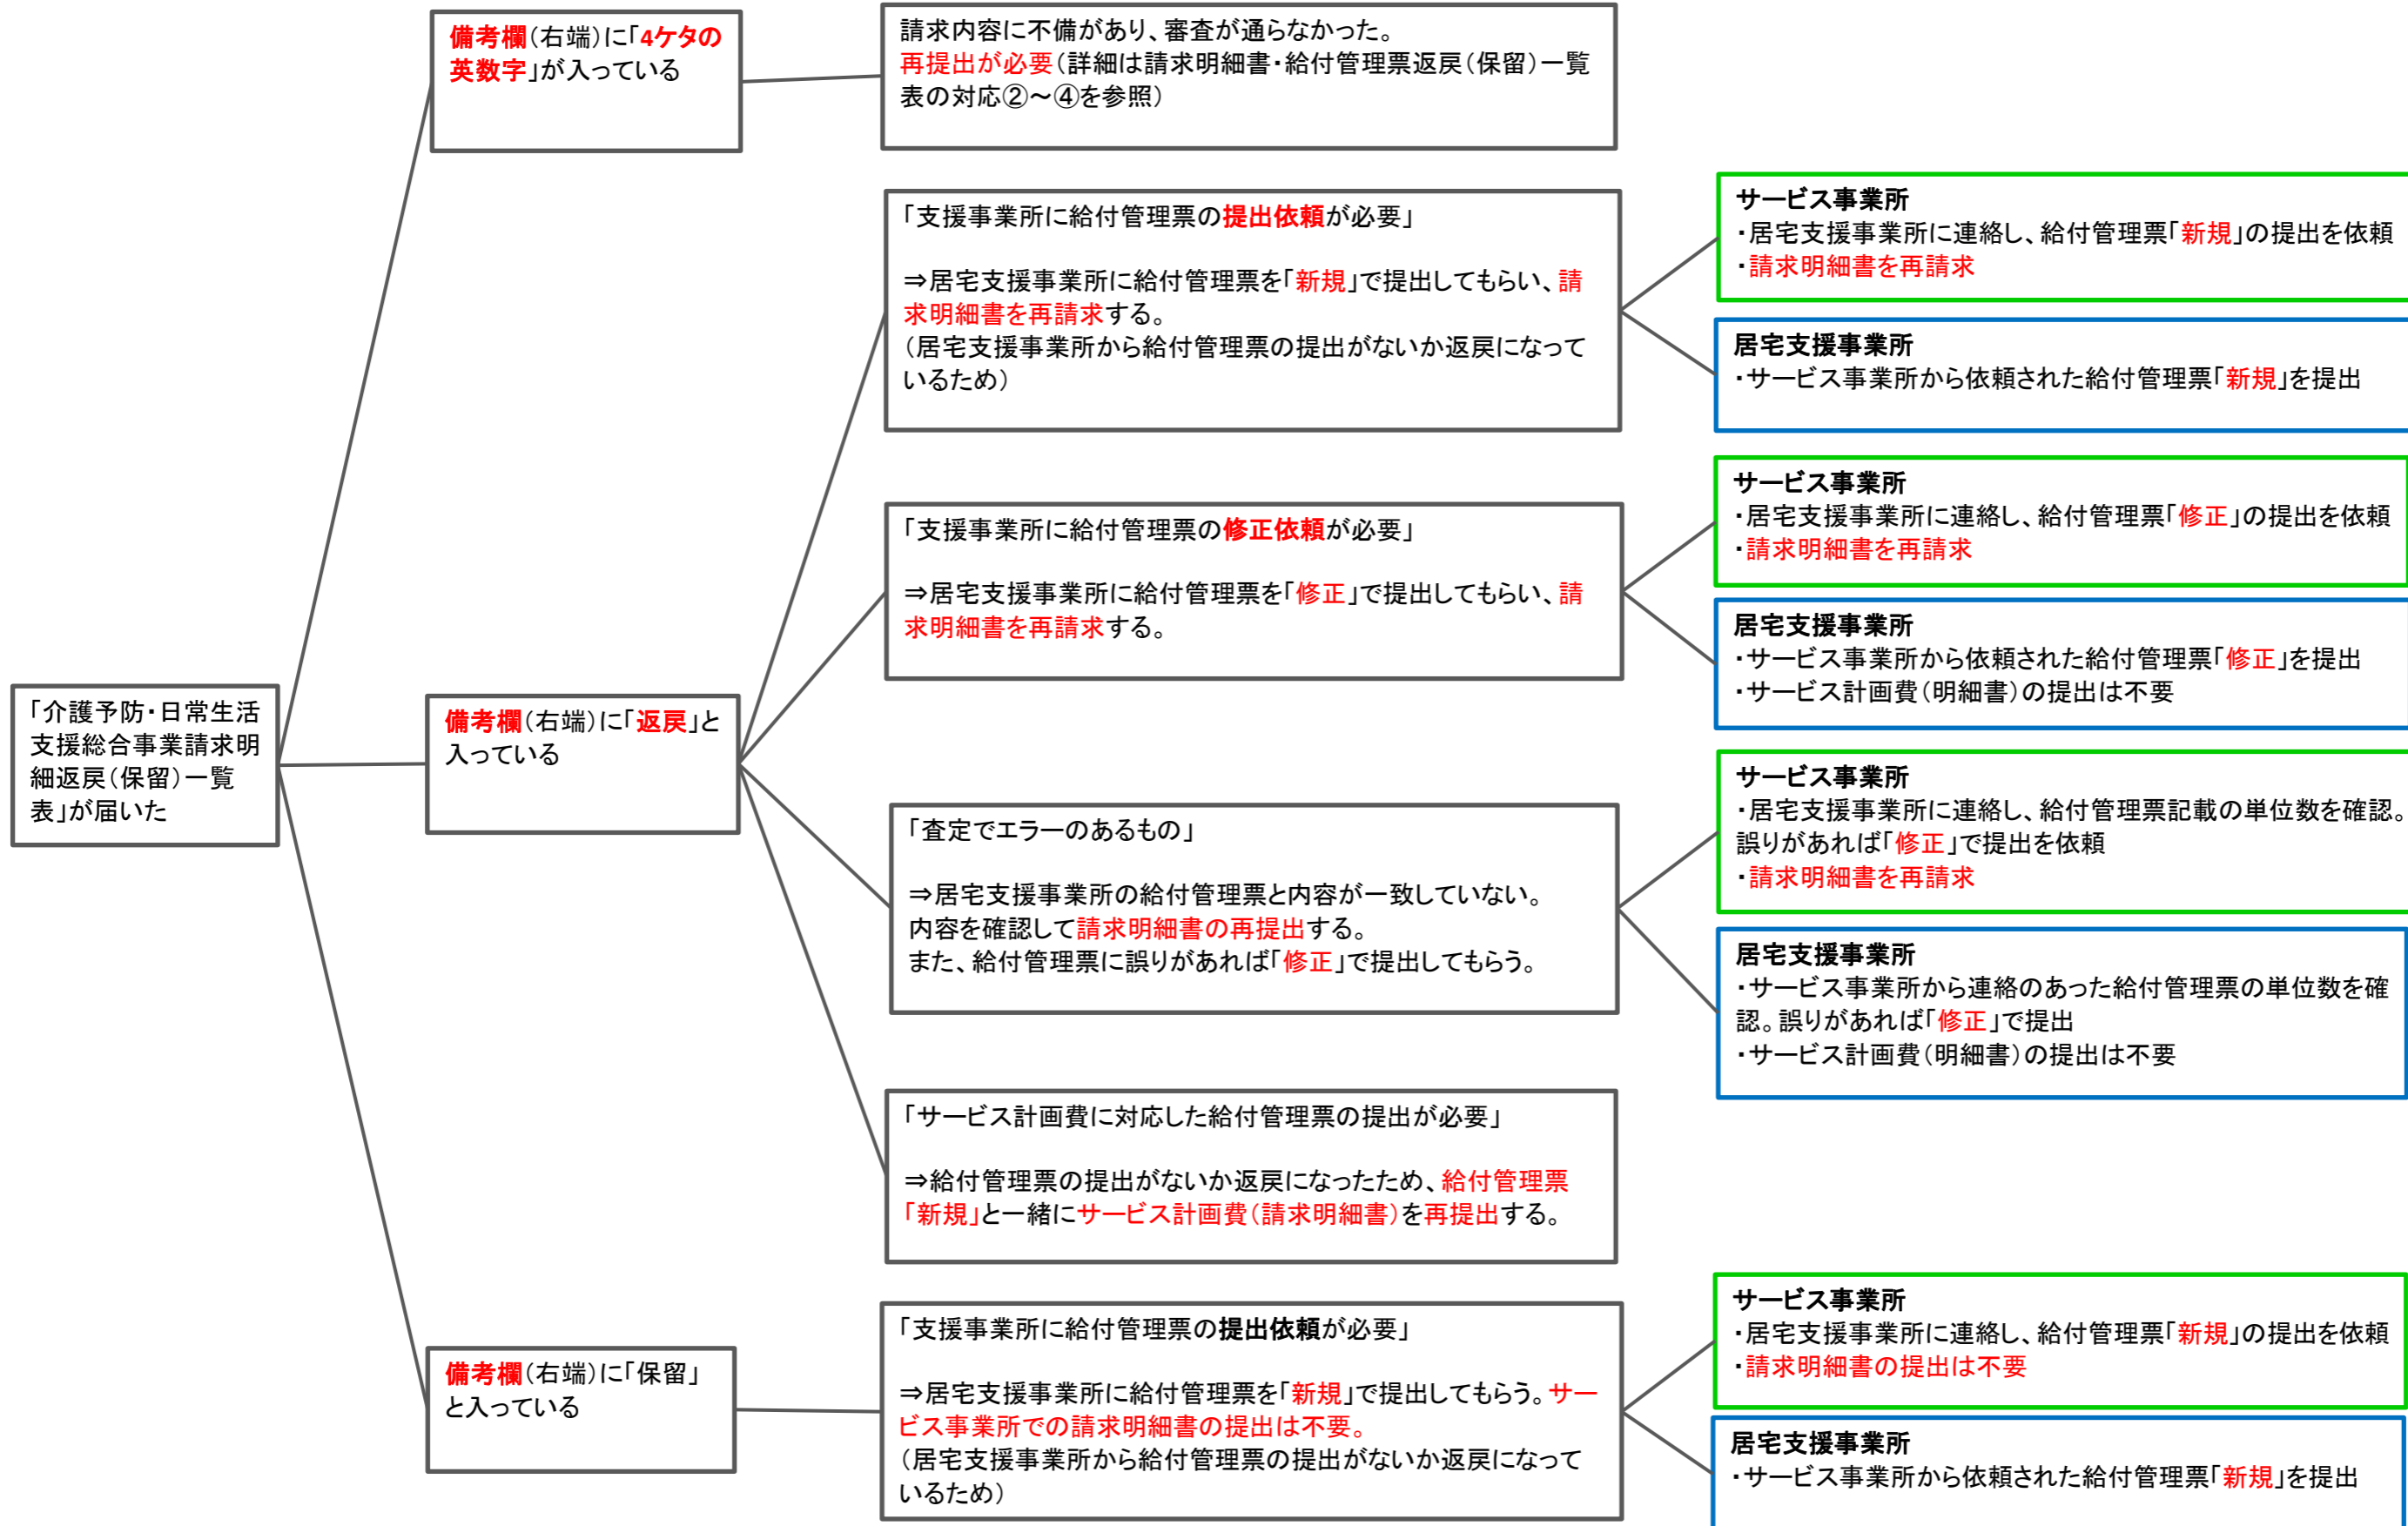 備考欄(右端)に「4ケタの
英数字」が入っている
請求内容に不備があり、審査が通らなかった。
再提出が必要(詳細は請求明細書・給付管理票返戻(保留)一覧
表の対応②～④を参照)
「支援事業所に給付管理票の提出依頼が必要」
⇒居宅支援事業所に給付管理票を「新規」で提出してもらい、請
求明細書を再請求する。
(居宅支援事業所から給付管理票の提出がないか返戻になって
いるため)
サービス事業所
・居宅支援事業所に連絡し、給付管理票「新規」の提出を依頼
・請求明細書を再請求
居宅支援事業所
・サービス事業所から依頼された給付管理票「新規」を提出
「支援事業所に給付管理票の修正依頼が必要」
⇒居宅支援事業所に給付管理票を「修正」で提出してもらい、請
求明細書を再請求する。
サービス事業所
・居宅支援事業所に連絡し、給付管理票「修正」の提出を依頼
・請求明細書を再請求
居宅支援事業所
・サービス事業所から依頼された給付管理票「修正」を提出
・サービス計画費(明細書)の提出は不要
「介護予防・日常生活
支援総合事業請求明
細返戻(保留)一覧
表」が届いた
備考欄(右端)に「返戻」と
入っている
「査定でエラーのあるもの」
⇒居宅支援事業所の給付管理票と内容が一致していない。
内容を確認して請求明細書の再提出する。
また、給付管理票に誤りがあれば「修正」で提出してもらう。
サービス事業所
・居宅支援事業所に連絡し、給付管理票記載の単位数を確認。
誤りがあれば「修正」で提出を依頼
・請求明細書を再請求
居宅支援事業所
・サービス事業所から連絡のあった給付管理票の単位数を確
認。誤りがあれば「修正」で提出
・サービス計画費(明細書)の提出は不要
「サービス計画費に対応した給付管理票の提出が必要」
⇒給付管理票の提出がないか返戻になったため、給付管理票
「新規」と一緒にサービス計画費(請求明細書)を再提出する。
備考欄(右端)に「保留」
と入っている
「支援事業所に給付管理票の提出依頼が必要」
⇒居宅支援事業所に給付管理票を「新規」で提出してもらう。サー
ビス事業所での請求明細書の提出は不要。
(居宅支援事業所から給付管理票の提出がないか返戻になって
いるため)
サービス事業所
・居宅支援事業所に連絡し、給付管理票「新規」の提出を依頼
・請求明細書の提出は不要
居宅支援事業所
・サービス事業所から依頼された給付管理票「新規」を提出